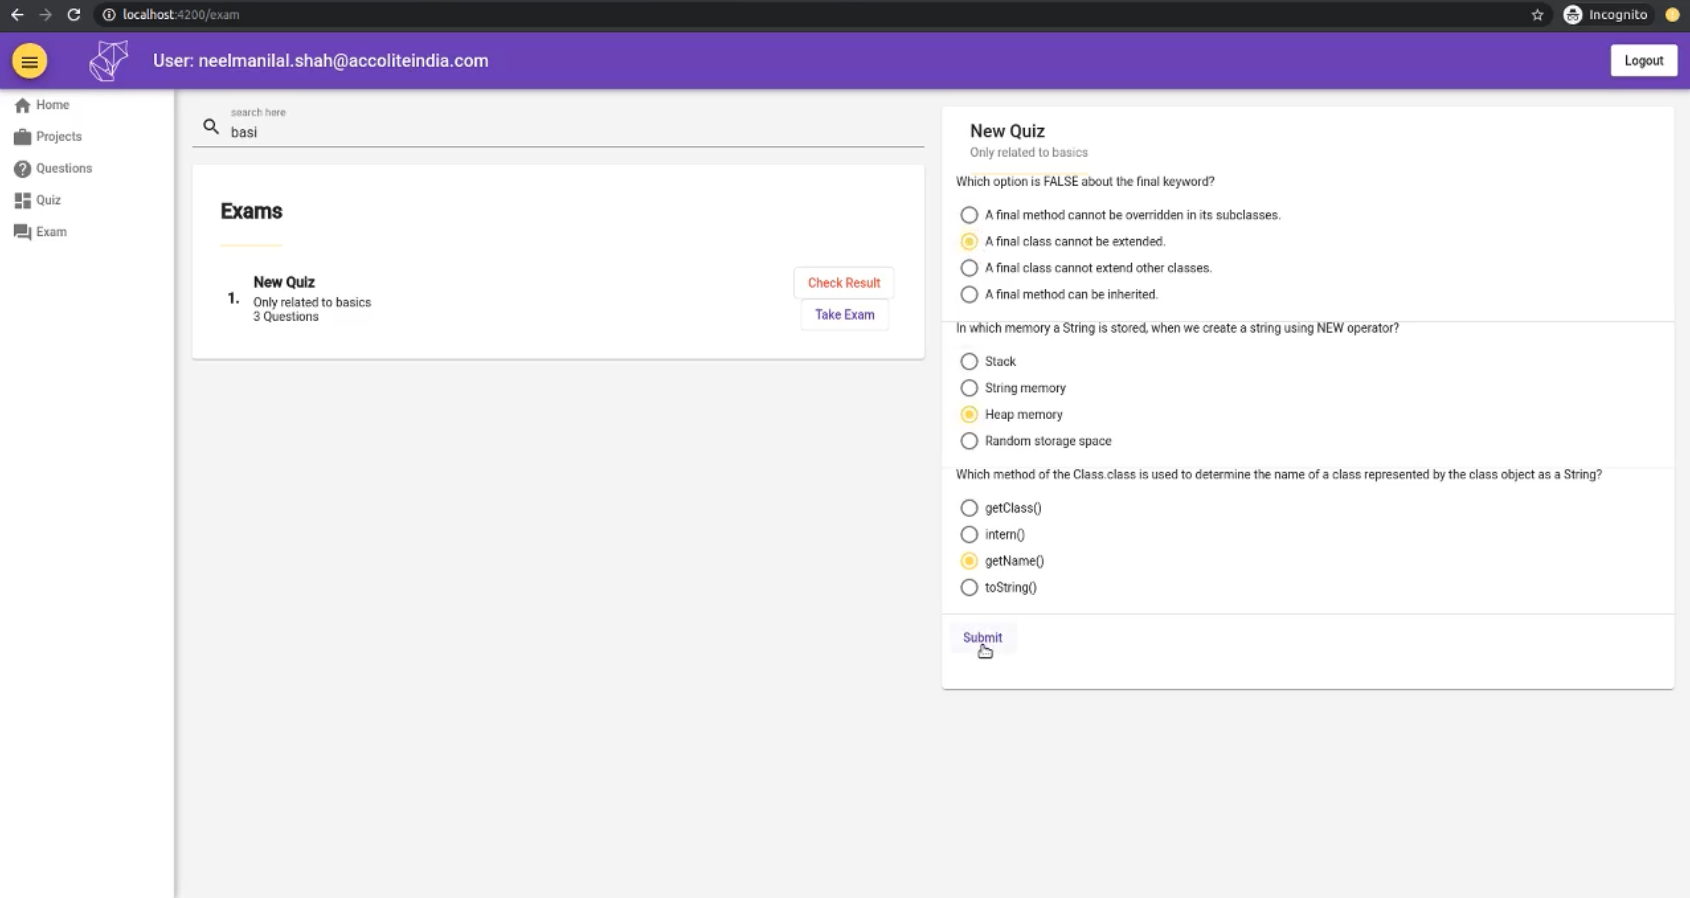 localhost:4200/exam
Incognito
User: neelmanilal.shah@accoliteindia.com
Logout
Home
Projects
Questions
Quiz
Exam
search here
basi
Exams
1.
New Quiz
Only related to basics
3 Questions
Check Result
Take Exam
New Quiz
Only related to basics
Which option is FALSE about the final keyword?
A final method cannot be overridden in its subclasses.
A final class cannot be extended.
A final class cannot extend other classes.
A final method can be inherited.
In which memory a String is stored, when we create a string using NEW operator?
Stack
String memory
Heap memory
Random storage space
Which method of the Class.class is used to determine the name of a class represented by the class object as a String?
getClass()
intern()
getName()
toString()
Submit